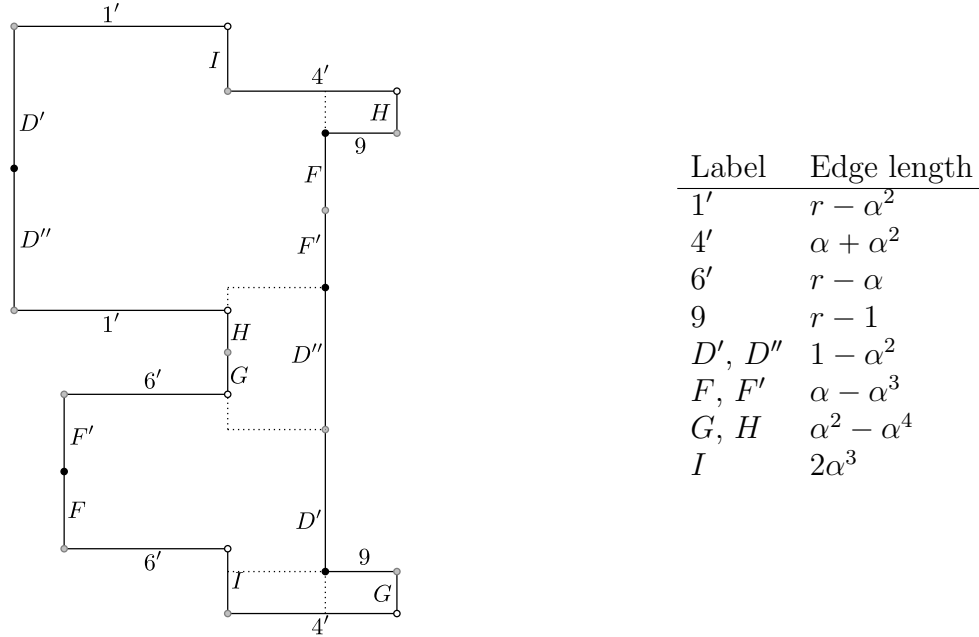 1′
I
4′
D′
H
9
F
F′
D″
1′
H
D″
G
6′
F′
F
D′
6′
9
I
G
4′
Label Edge length
1′ r − α²
4′ α + α²
6′ r − α
9 r − 1
D′, D″ 1 − α²
F, F′ α − α³
G, H α² − α⁴
I 2α³